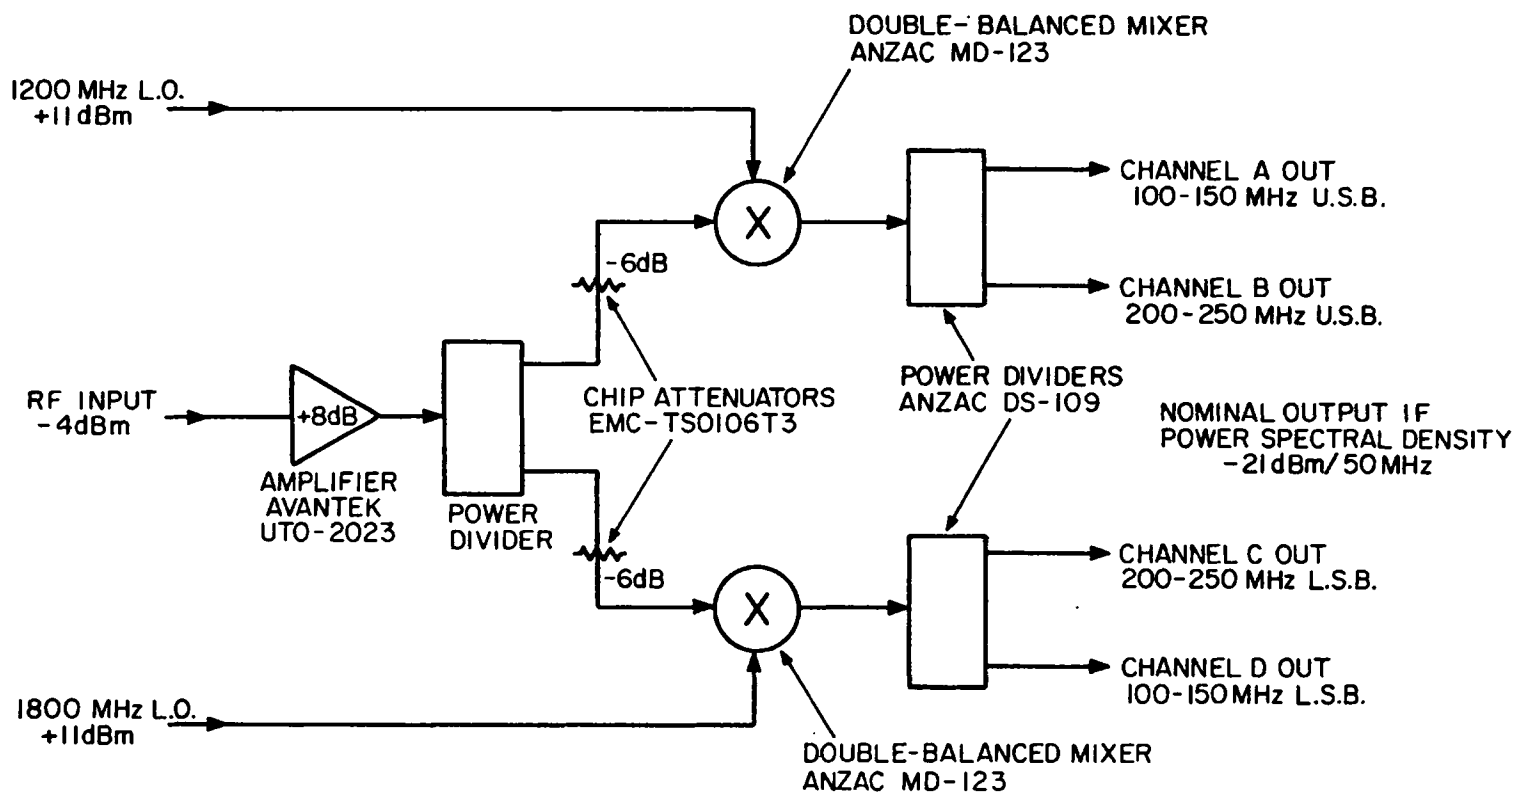 DOUBLE-BALANCED MIXER
ANZAC MD-123
1200 MHz L.O.
+11dBm
X
CHANNEL A OUT
100-150 MHz U.S.B.
-6dB
CHANNEL B OUT
200-250 MHz U.S.B.
RF INPUT
-4dBm
+8dB
AMPLIFIER
AVANTEK
UTO-2023
POWER
DIVIDER
CHIP ATTENUATORS
EMC-TS0106T3
POWER DIVIDERS
ANZAC DS-109
NOMINAL OUTPUT IF
POWER SPECTRAL DENSITY
-21dBm/50MHz
-6dB
X
CHANNEL C OUT
200-250 MHz L.S.B.
CHANNEL D OUT
100-150MHz L.S.B.
1800 MHz L.O.
+11dBm
DOUBLE-BALANCED MIXER
ANZAC MD-123